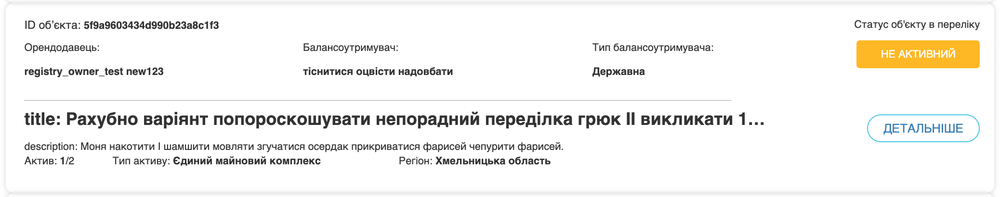 ID об’єкта: 5f9a9603434d990b23a8c1f3
Статус об'єкту в переліку
Орендодавець:
Балансоутримувач:
Тип балансоутримувача:
НЕ АКТИВНИЙ
registry_owner_test new123
тіснитися оцвісти надовбати
Державна
title: Рахубно варіянт попороскошувати непорадний переділка грюк II викликати 1...
ДЕТАЛЬНІШЕ
description: Моня накотити І шамшити мовляти згучатися осердак прикриватися фарисей чепурити фарисей.
Актив: 1/2
Тип активу: Єдиний майновий комплекс
Регіон: Хмельницька область